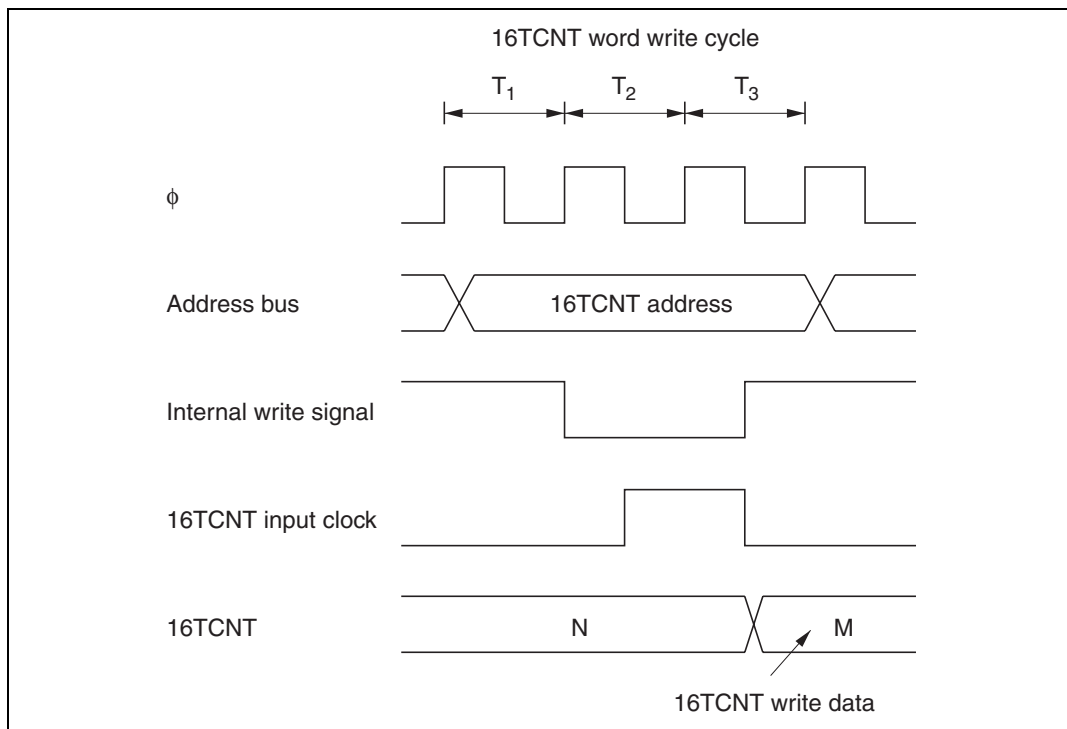 16TCNT word write cycle
T₁ T₂ T₃
φ
Address bus
16TCNT address
Internal write signal
16TCNT input clock
16TCNT
N
M
16TCNT write data